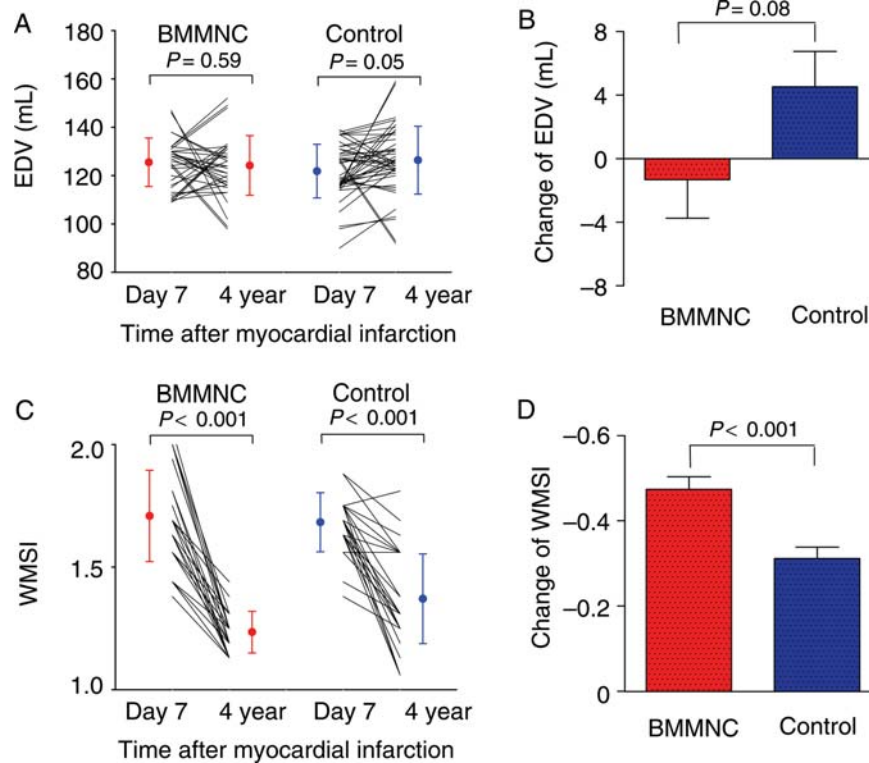 A
BMMNC
Control
P = 0.59
P = 0.05
EDV (mL)
180
160
140
120
100
80
Day 7
4 year
Day 7
4 year
Time after myocardial infarction
B
P = 0.08
Change of EDV (mL)
8
4
0
−4
−8
BMMNC
Control
C
BMMNC
Control
P < 0.001
P < 0.001
WMSI
2.0
1.5
1.0
Day 7
4 year
Day 7
4 year
Time after myocardial infarction
D
P < 0.001
Change of WMSI
−0.6
−0.4
−0.2
0
BMMNC
Control